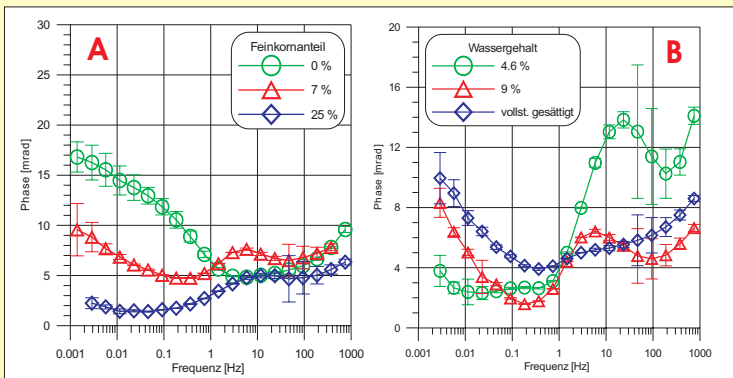 A
Feinkornanteil
0 %
7 %
25 %
Phase [mrad]
30
25
20
15
10
5
0
0.001 0.01 0.1 1 10 100 1000
Frequenz [Hz]
B
Wassergehalt
4.6 %
9 %
vollst. gesättigt
Phase [mrad]
20
16
12
8
4
0
0.001 0.01 0.1 1 10 100 1000
Frequenz [Hz]